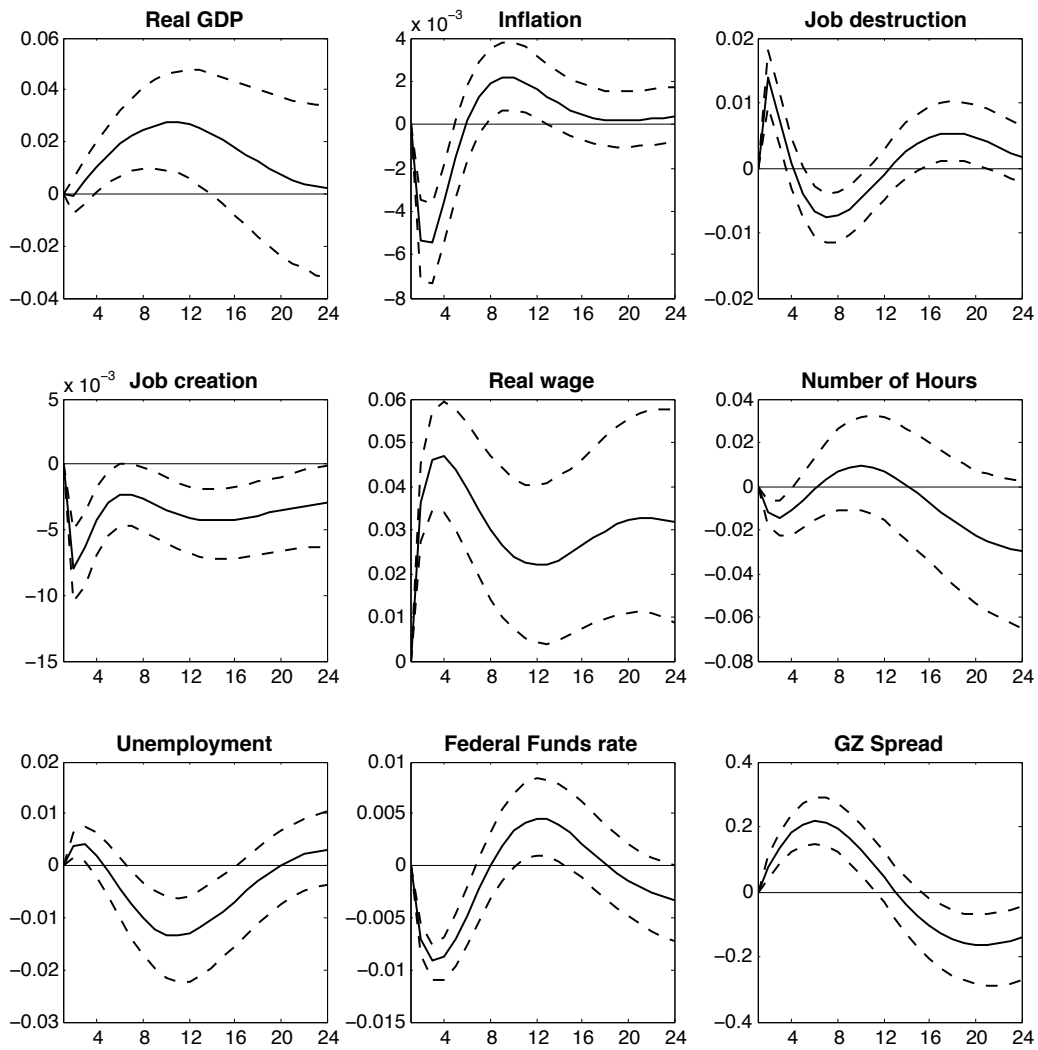 Real GDP
0.06
0.04
0.02
0
−0.02
−0.04
4 8 12 16 20 24
Inflation
x 10−3
4
2
0
−2
−4
−6
−8
4 8 12 16 20 24
Job destruction
0.02
0.01
0
−0.01
−0.02
4 8 12 16 20 24
Job creation
x 10−3
5
0
−5
−10
−15
4 8 12 16 20 24
Real wage
0.06
0.05
0.04
0.03
0.02
0.01
0
4 8 12 16 20 24
Number of Hours
0.04
0.02
0
−0.02
−0.04
−0.06
−0.08
4 8 12 16 20 24
Unemployment
0.02
0.01
0
−0.01
−0.02
−0.03
4 8 12 16 20 24
Federal Funds rate
0.01
0.005
0
−0.005
−0.01
−0.015
4 8 12 16 20 24
GZ Spread
0.4
0.2
0
−0.2
−0.4
4 8 12 16 20 24